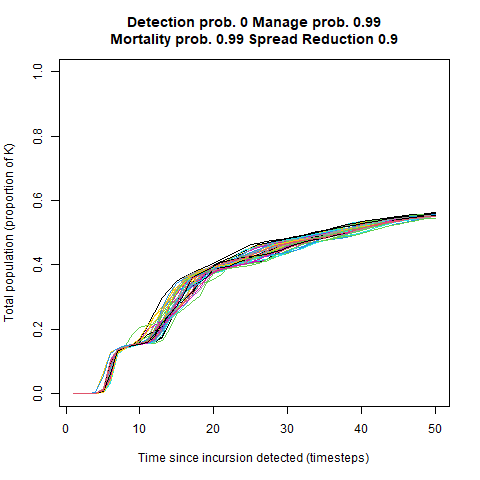 Detection prob. 0 Manage prob. 0.99
Mortality prob. 0.99 Spread Reduction 0.9
Total population (proportion of K)
1.0
0.8
0.6
0.4
0.2
0.0
0 10 20 30 40 50
Time since incursion detected (timesteps)